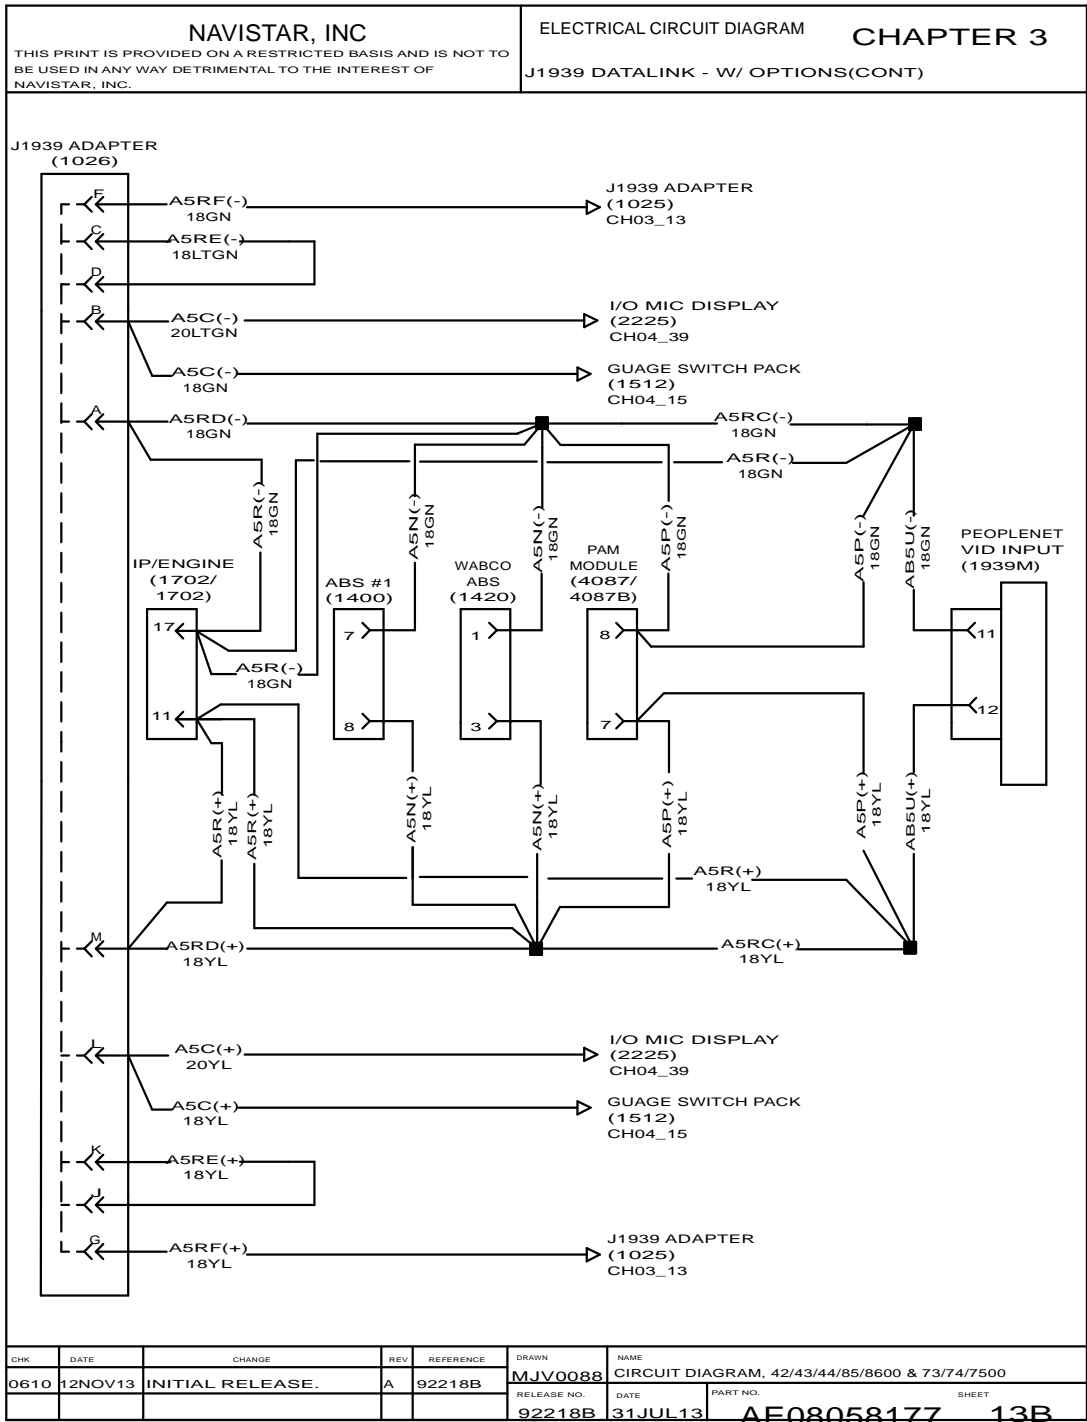 NAVISTAR, INC
THIS PRINT IS PROVIDED ON A RESTRICTED BASIS AND IS NOT TO
BE USED IN ANY WAY DETRIMENTAL TO THE INTEREST OF
NAVISTAR, INC.
ELECTRICAL CIRCUIT DIAGRAM
CHAPTER 3
J1939 DATALINK - W/ OPTIONS(CONT)
J1939 ADAPTER
(1026)
F
A5RF(-)
18GN
J1939 ADAPTER
(1025)
CH03_13
C
A5RE(-)
18LTGN
D
B
A5C(-)
20LTGN
I/O MIC DISPLAY
(2225)
CH04_39
A5C(-)
18GN
GUAGE SWITCH PACK
(1512)
CH04_15
A
A5RD(-)
18GN
A5RC(-)
18GN
A5R(-)
18GN
A5R(-)
18GN
A5N(-)
18GN
A5N(-)
18GN
A5P(-)
18GN
A5P(-)
18GN
AB5U(-)
18GN
IP/ENGINE
(1702/
1702)
ABS #1
(1400)
WABCO
ABS
(1420)
PAM
MODULE
(4087/
4087B)
PEOPLENET
VID INPUT
(1939M)
17
7
1
8
11
A5R(-)
18GN
11
8
3
7
12
A5R(+)
18YL
A5R(+)
18YL
A5N(+)
18YL
A5N(+)
18YL
A5P(+)
18YL
A5P(+)
18YL
AB5U(+)
18YL
A5R(+)
18YL
M
A5RD(+)
18YL
A5RC(+)
18YL
L
A5C(+)
20YL
I/O MIC DISPLAY
(2225)
CH04_39
A5C(+)
18YL
GUAGE SWITCH PACK
(1512)
CH04_15
K
A5RE(+)
18YL
J
G
A5RF(+)
18YL
J1939 ADAPTER
(1025)
CH03_13
CHK DATE CHANGE REV REFERENCE
0610 12NOV13 INITIAL RELEASE. A 92218B
DRAWN
MJV0088
NAME
CIRCUIT DIAGRAM, 42/43/44/85/8600 & 73/74/7500
RELEASE NO. DATE PART NO. SHEET
92218B 31JUL13 AF08058177 13B